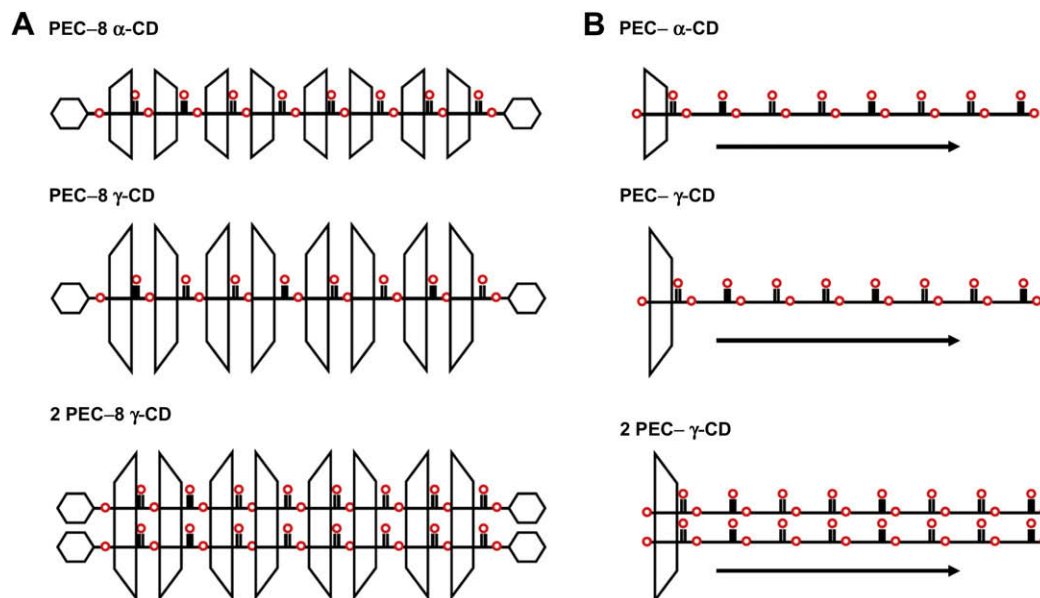 A PEC–8 α-CD
PEC–8 γ-CD
2 PEC–8 γ-CD
B PEC– α-CD
PEC– γ-CD
2 PEC– γ-CD